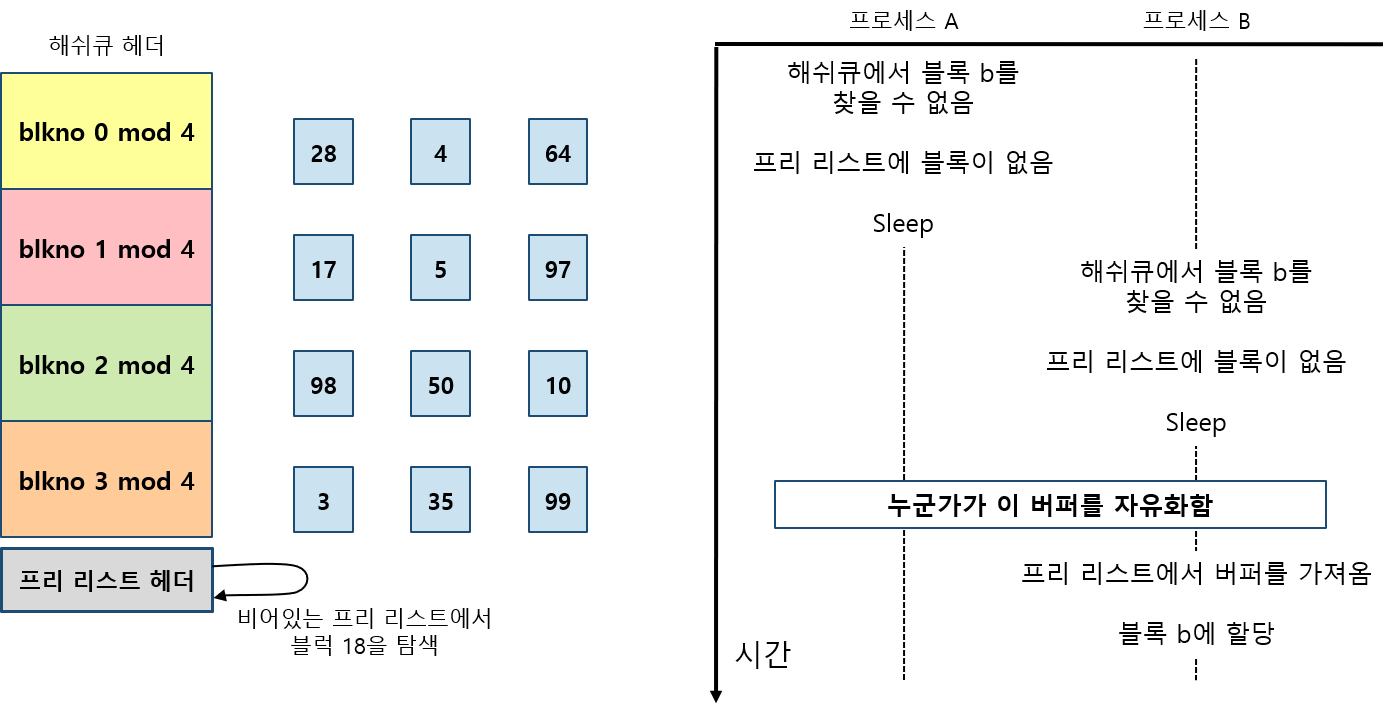 해쉬큐 헤더
blkno 0 mod 4
28
4
64
blkno 1 mod 4
17
5
97
blkno 2 mod 4
98
50
10
blkno 3 mod 4
3
35
99
프리 리스트 헤더
비어있는 프리 리스트에서
블럭 18을 탐색
프로세스 A
프로세스 B
해쉬큐에서 블록 b를
찾을 수 없음
프리 리스트에 블록이 없음
Sleep
해쉬큐에서 블록 b를
찾을 수 없음
프리 리스트에 블록이 없음
Sleep
누군가가 이 버퍼를 자유화함
프리 리스트에서 버퍼를 가져옴
블록 b에 할당
시간